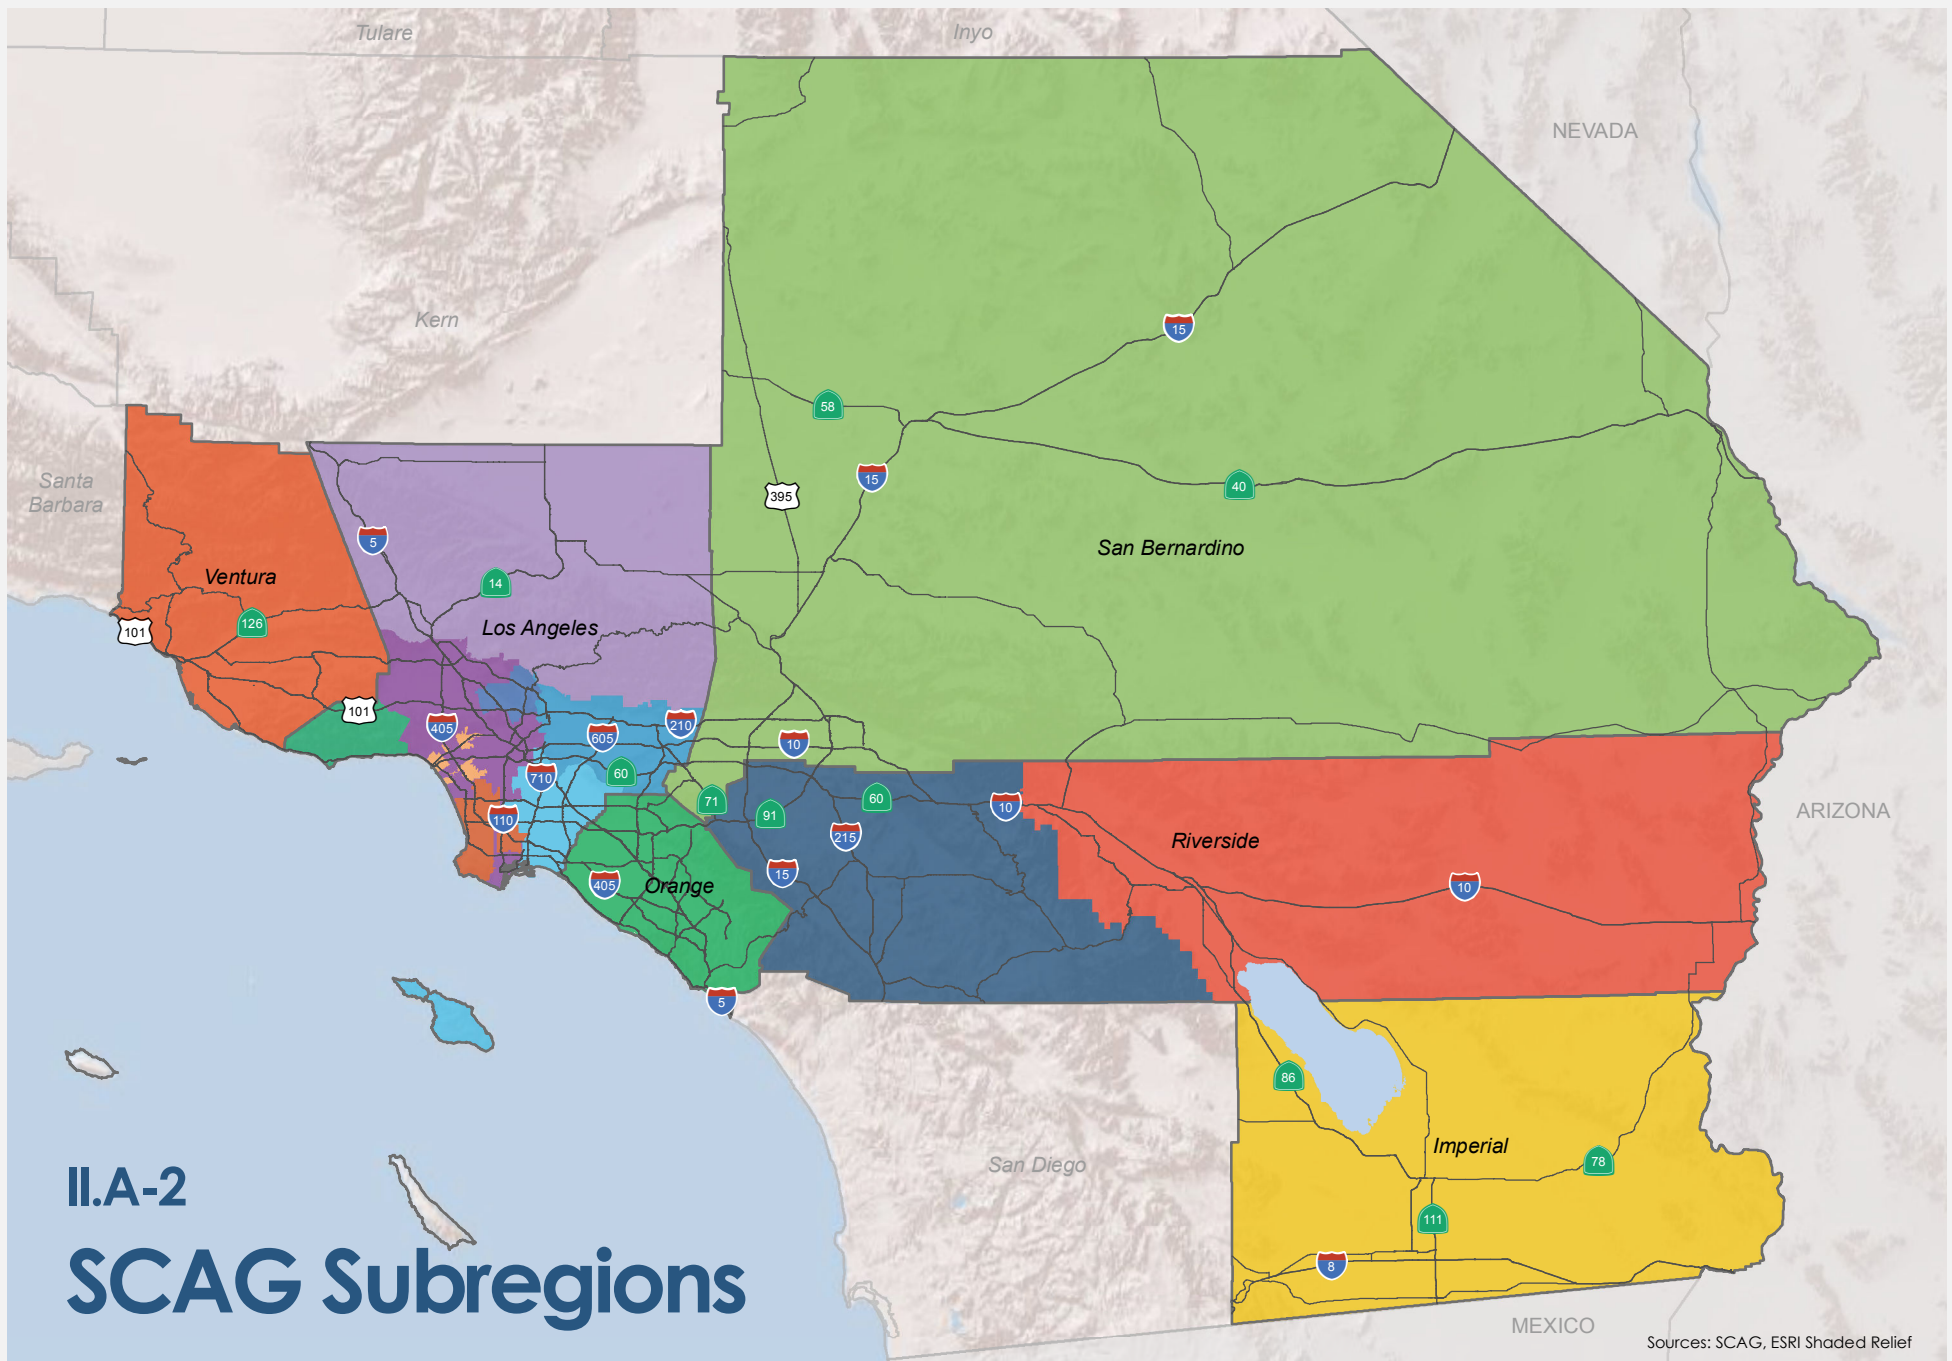 Tulare
Inyo
NEVADA
Kern
15
58
15
395
40
Santa
Barbara
5
San Bernardino
14
Ventura
126
101
Los Angeles
101
405
605
210
10
710
60
71
91
60
110
215
10
ARIZONA
Riverside
15
405
Orange
10
5
86
Imperial
78
San Diego
111
8
II.A-2
SCAG Subregions
MEXICO
Sources: SCAG, ESRI Shaded Relief